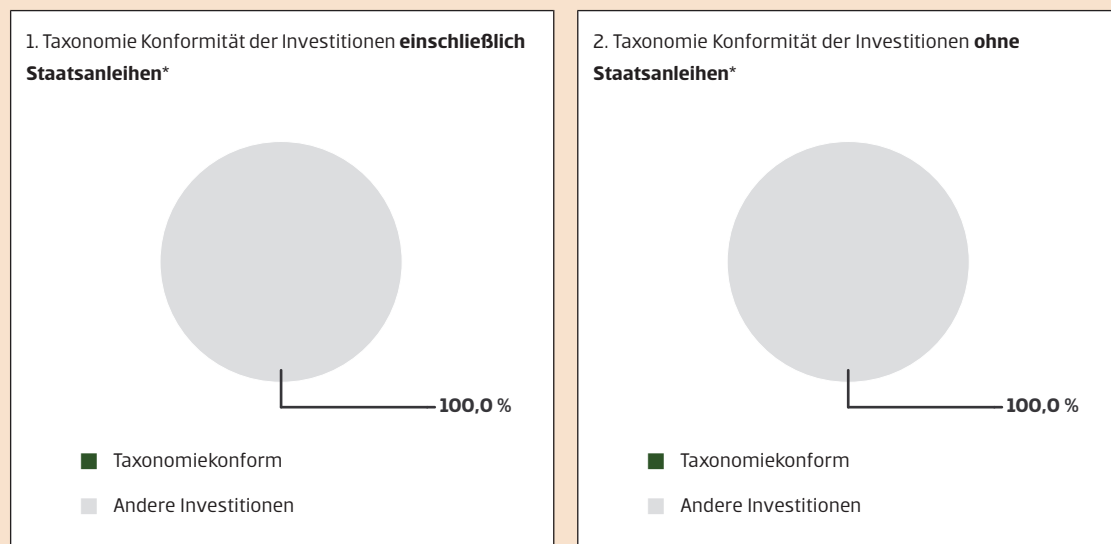 1. Taxonomie Konformität der Investitionen einschließlich
Staatsanleihen*
100,0 %
Taxonomiekonform
Andere Investitionen
2. Taxonomie Konformität der Investitionen ohne
Staatsanleihen*
100,0 %
Taxonomiekonform
Andere Investitionen